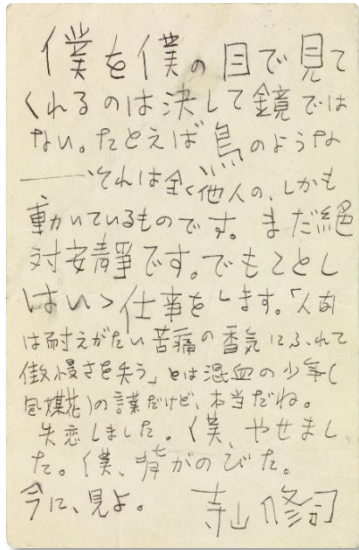 僕を僕の目で見て
くれるのは決して鏡では
ない。たとえば鳥のような
――それは全く他人の、しかも
動いているものです。まだ絶
対安静です。でもことし
はいゝ仕事をします。「人間
は耐えがたい苦痛の香気にふれて
傲慢さを失う」とは混血の少年(
風媒花)の言葉だけど、本当だね。
失恋しました。僕、やせまし
た。僕、背がのびた。
今に、見よ。 寺山修司